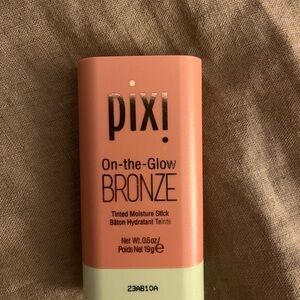 pixi
On-the-Glow
BRONZE
Tinted Moisture Stick
Bâton Hydratant Teinté
Net Wt. 0.6oz/
Poids Net 19g℮
23AB10A